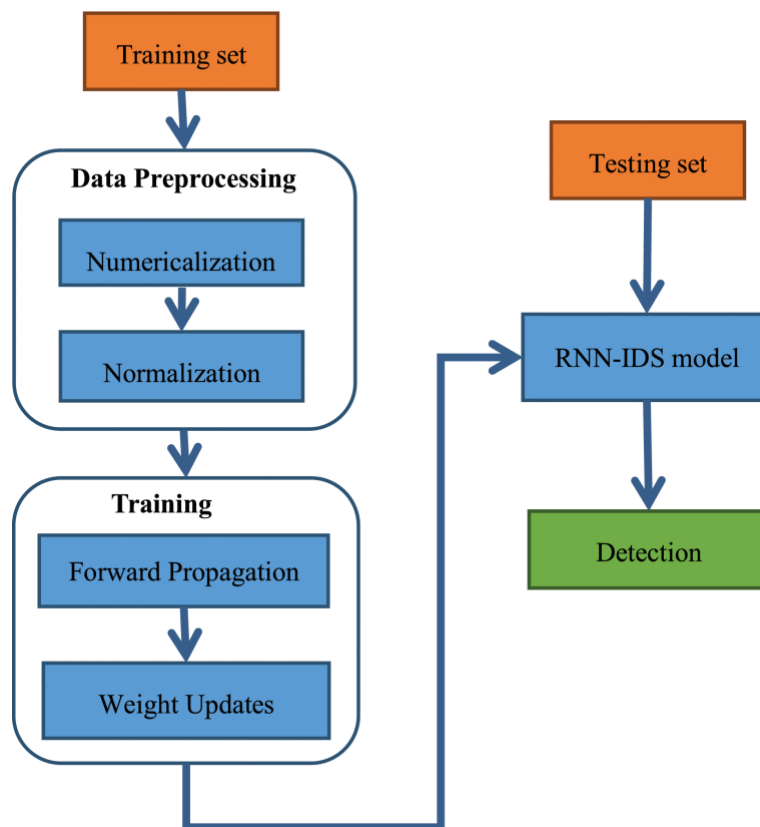 Training set
Data Preprocessing
Numericalization
Normalization
Training
Forward Propagation
Weight Updates
Testing set
RNN-IDS model
Detection